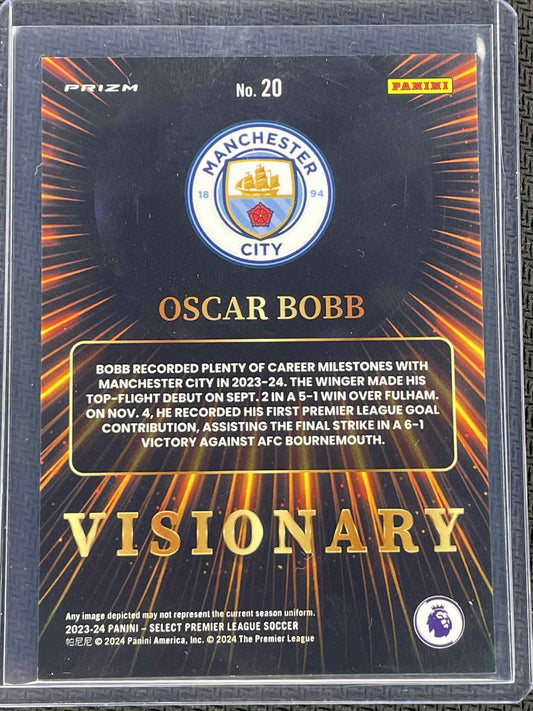 PRIZM
No. 20
PANINI
MANCHESTER
18 94
CITY
OSCAR BOBB
BOBB RECORDED PLENTY OF CAREER MILESTONES WITH
MANCHESTER CITY IN 2023-24. THE WINGER MADE HIS
TOP-FLIGHT DEBUT ON SEPT. 2 IN A 5-1 WIN OVER FULHAM.
ON NOV. 4, HE RECORDED HIS FIRST PREMIER LEAGUE GOAL
CONTRIBUTION, ASSISTING THE FINAL STRIKE IN A 6-1
VICTORY AGAINST AFC BOURNEMOUTH.
VISIONARY
Any image depicted may not represent the current season uniform.
2023-24 PANINI – SELECT PREMIER LEAGUE SOCCER
帕尼尼 © 2024 Panini America, Inc. © 2024 The Premier League